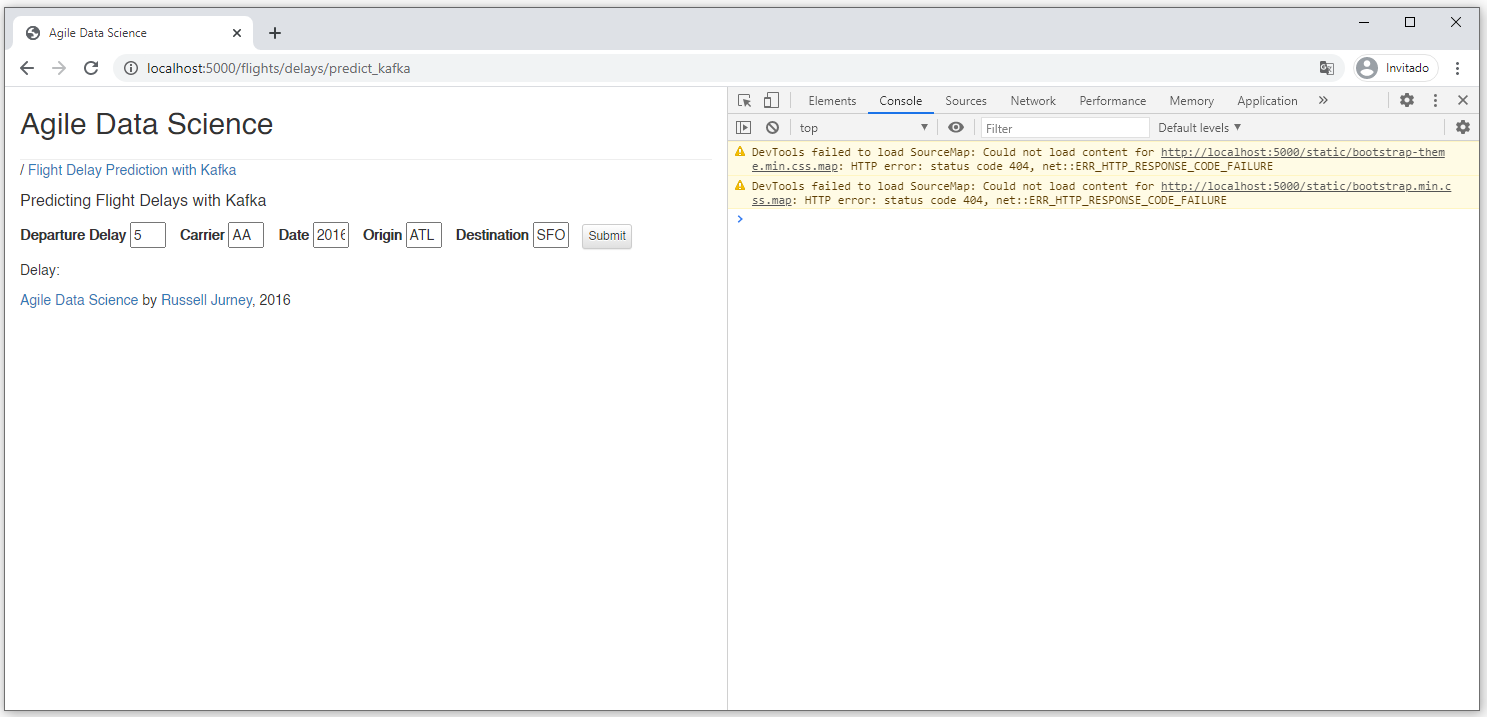 Agile Data Science
localhost:5000/flights/delays/predict_kafka
Invitado
Agile Data Science
/ Flight Delay Prediction with Kafka
Predicting Flight Delays with Kafka
Departure Delay 5 Carrier AA Date 2016 Origin ATL Destination SFO Submit
Delay:
Agile Data Science by Russell Jurney, 2016
Elements Console Sources Network Performance Memory Application »
top Filter Default levels
DevTools failed to load SourceMap: Could not load content for http://localhost:5000/static/bootstrap-them
e.min.css.map: HTTP error: status code 404, net::ERR_HTTP_RESPONSE_CODE_FAILURE
DevTools failed to load SourceMap: Could not load content for http://localhost:5000/static/bootstrap.min.c
ss.map: HTTP error: status code 404, net::ERR_HTTP_RESPONSE_CODE_FAILURE